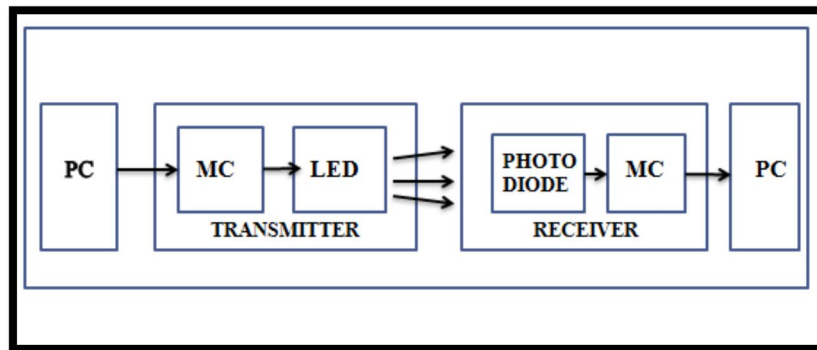 PC
MC
LED
TRANSMITTER
PHOTO
DIODE
MC
RECEIVER
PC